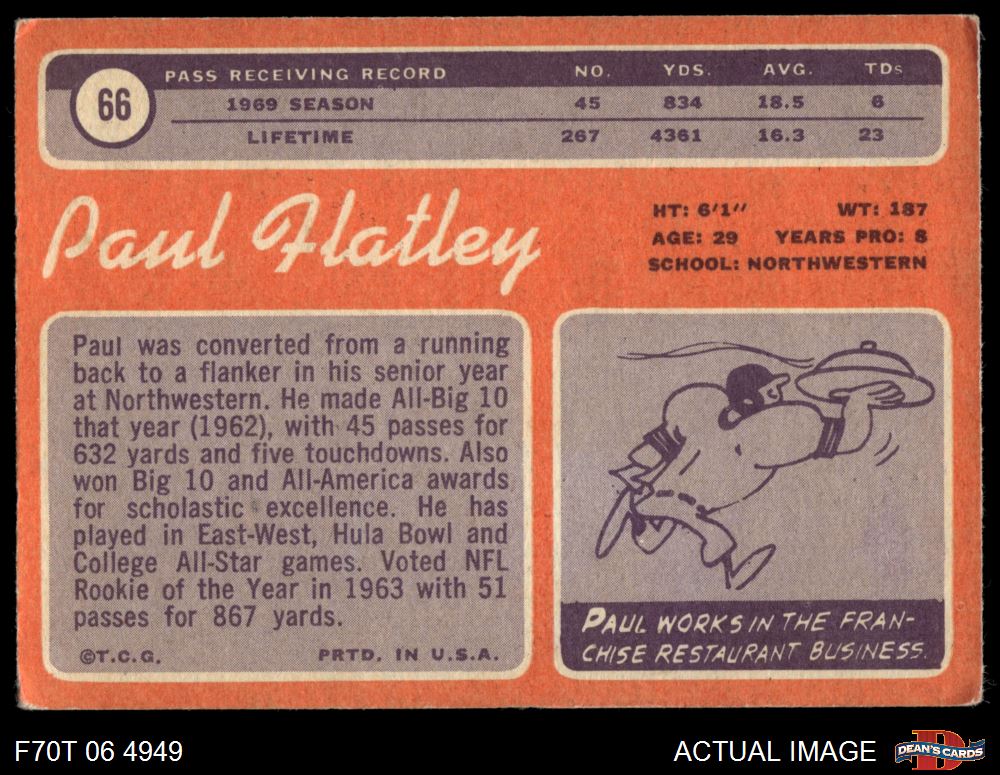 66
PASS RECEIVING RECORD NO. YDS. AVG. TDs
1969 SEASON 45 834 18.5 6
LIFETIME 267 4361 16.3 23
Paul Flatley
HT: 6'1" WT: 187
AGE: 29 YEARS PRO: 8
SCHOOL: NORTHWESTERN
Paul was converted from a running
back to a flanker in his senior year
at Northwestern. He made All-Big 10
that year (1962), with 45 passes for
632 yards and five touchdowns. Also
won Big 10 and All-America awards
for scholastic excellence. He has
played in East-West, Hula Bowl and
College All-Star games. Voted NFL
Rookie of the Year in 1963 with 51
passes for 867 yards.
©T.C.G. PRTD. IN U.S.A.
PAUL WORKS IN THE FRAN-
CHISE RESTAURANT BUSINESS.
F70T 06 4949
ACTUAL IMAGE
D
DEAN'S CARDS